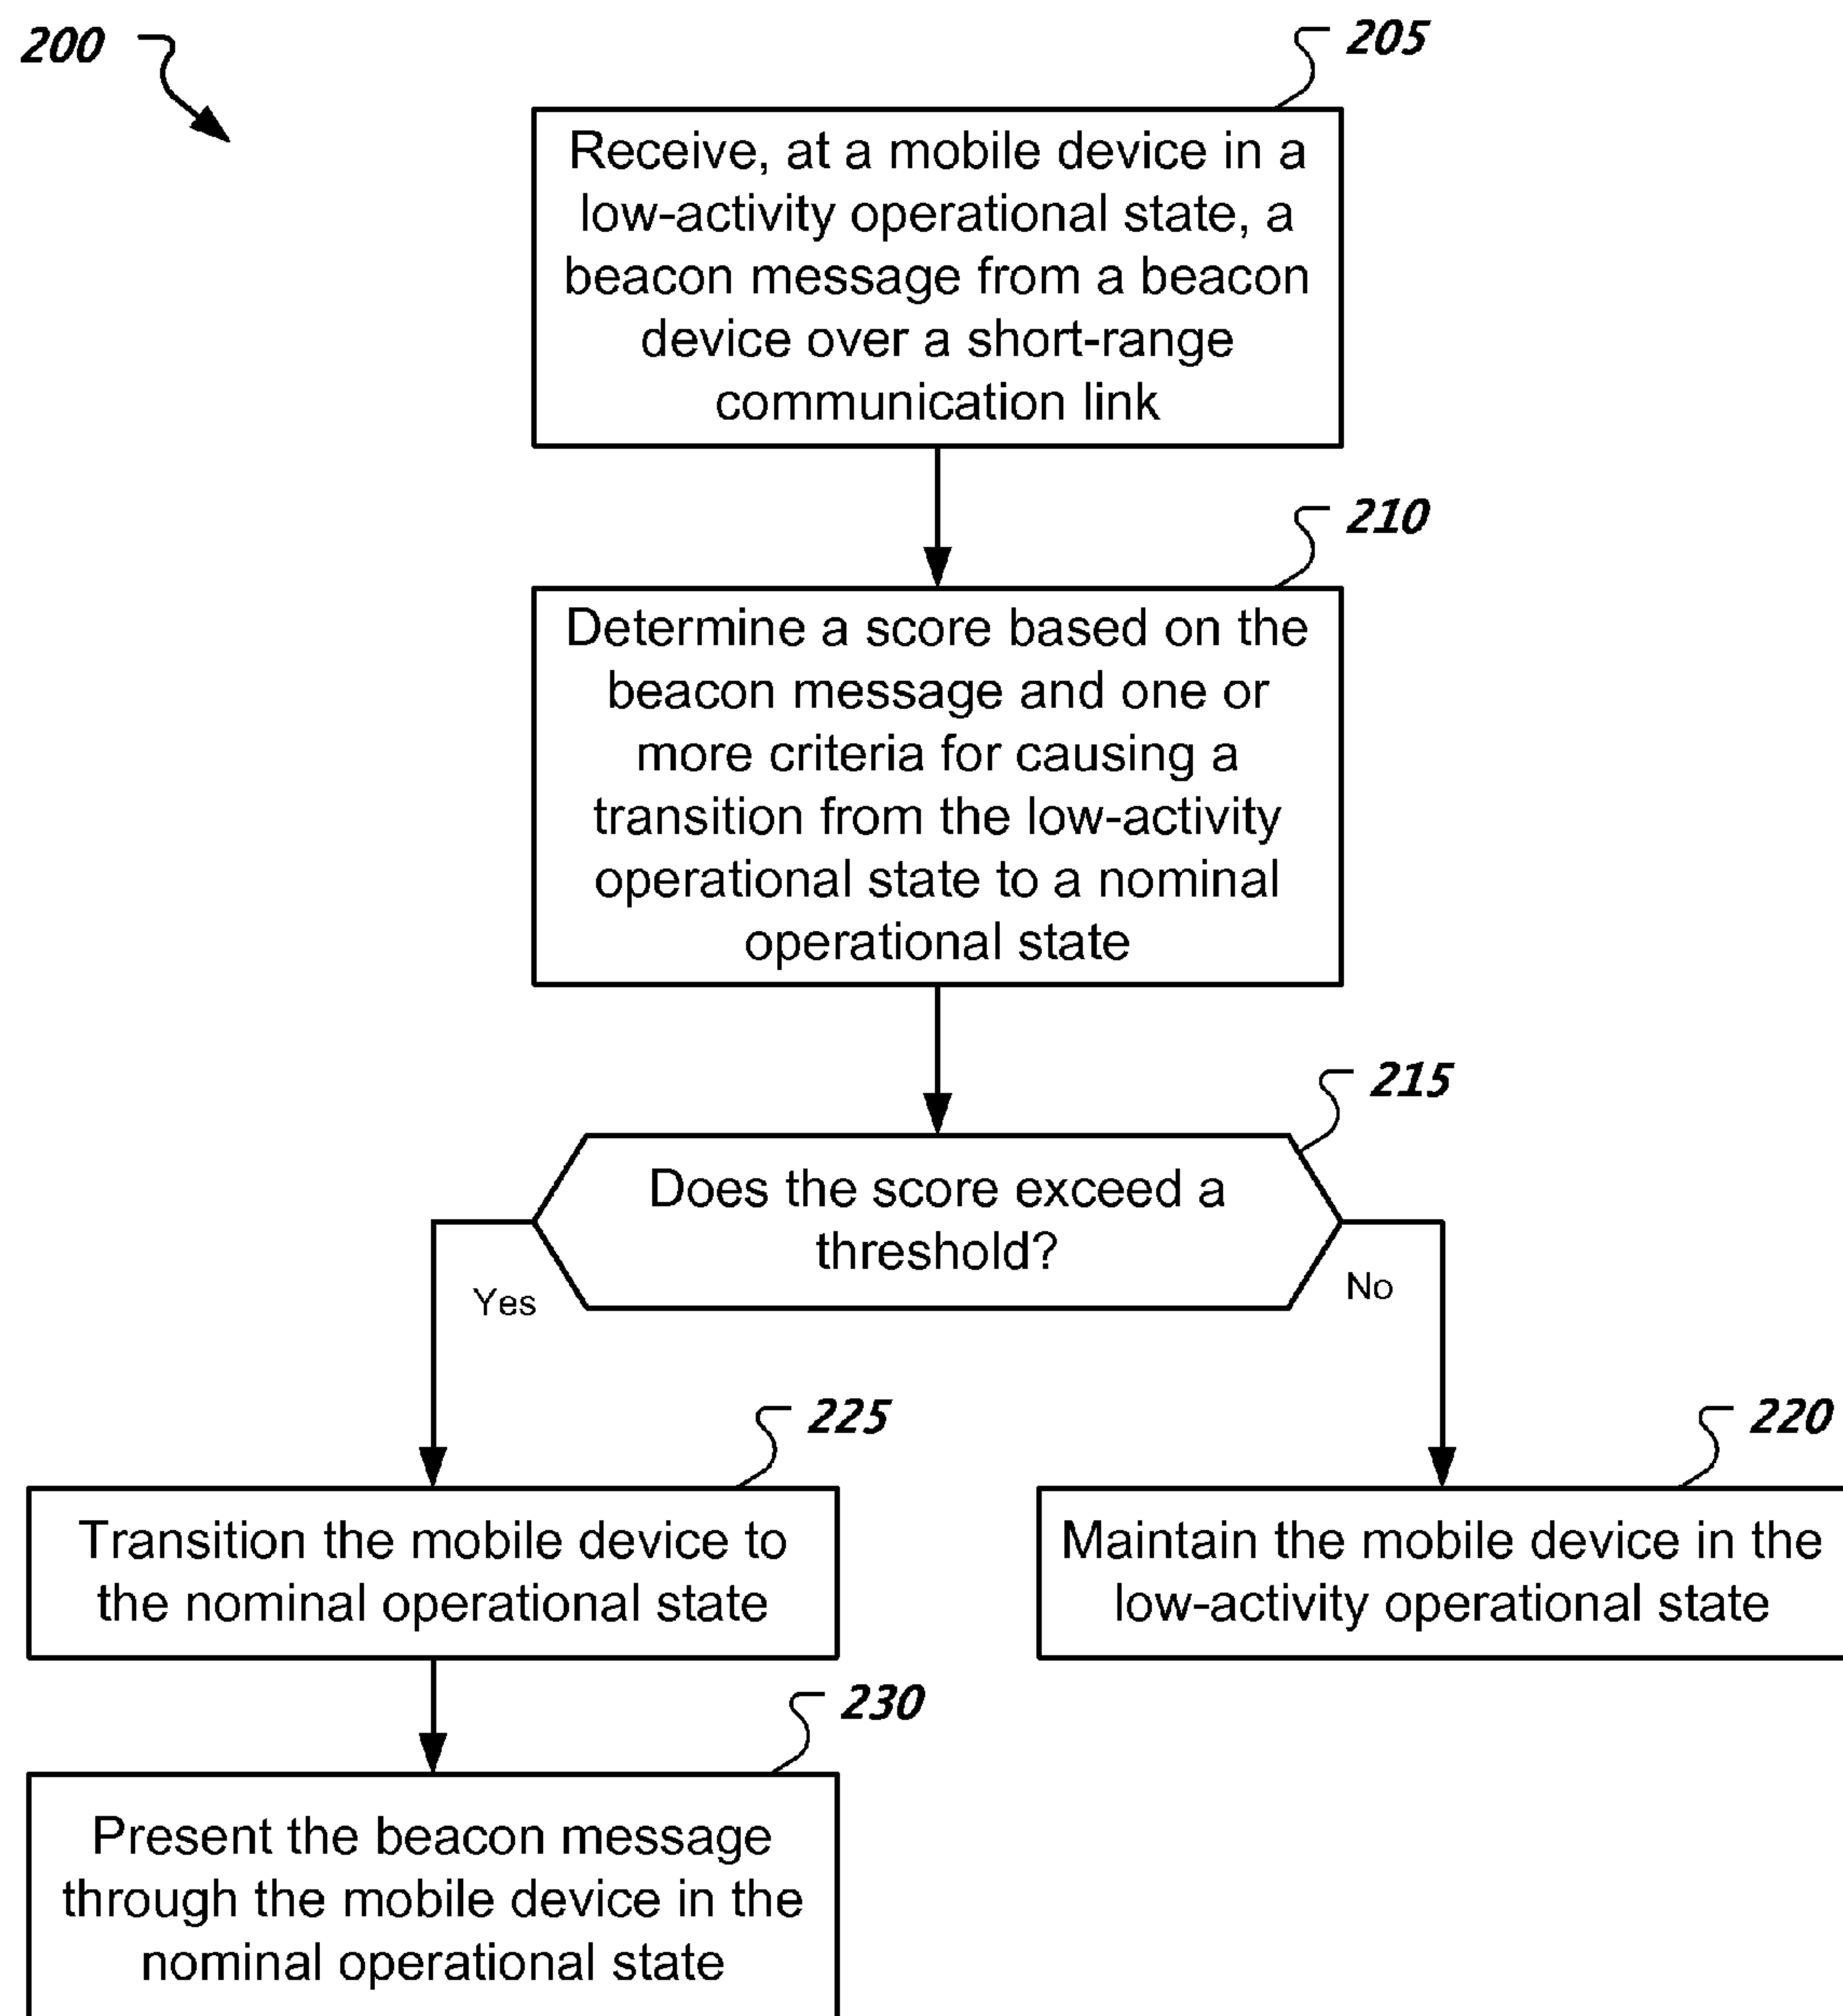 200
205
Receive, at a mobile device in a
low-activity operational state, a
beacon message from a beacon
device over a short-range
communication link
210
Determine a score based on the
beacon message and one or
more criteria for causing a
transition from the low-activity
operational state to a nominal
operational state
215
Does the score exceed a
threshold?
Yes
No
225
Transition the mobile device to
the nominal operational state
220
Maintain the mobile device in the
low-activity operational state
230
Present the beacon message
through the mobile device in the
nominal operational state